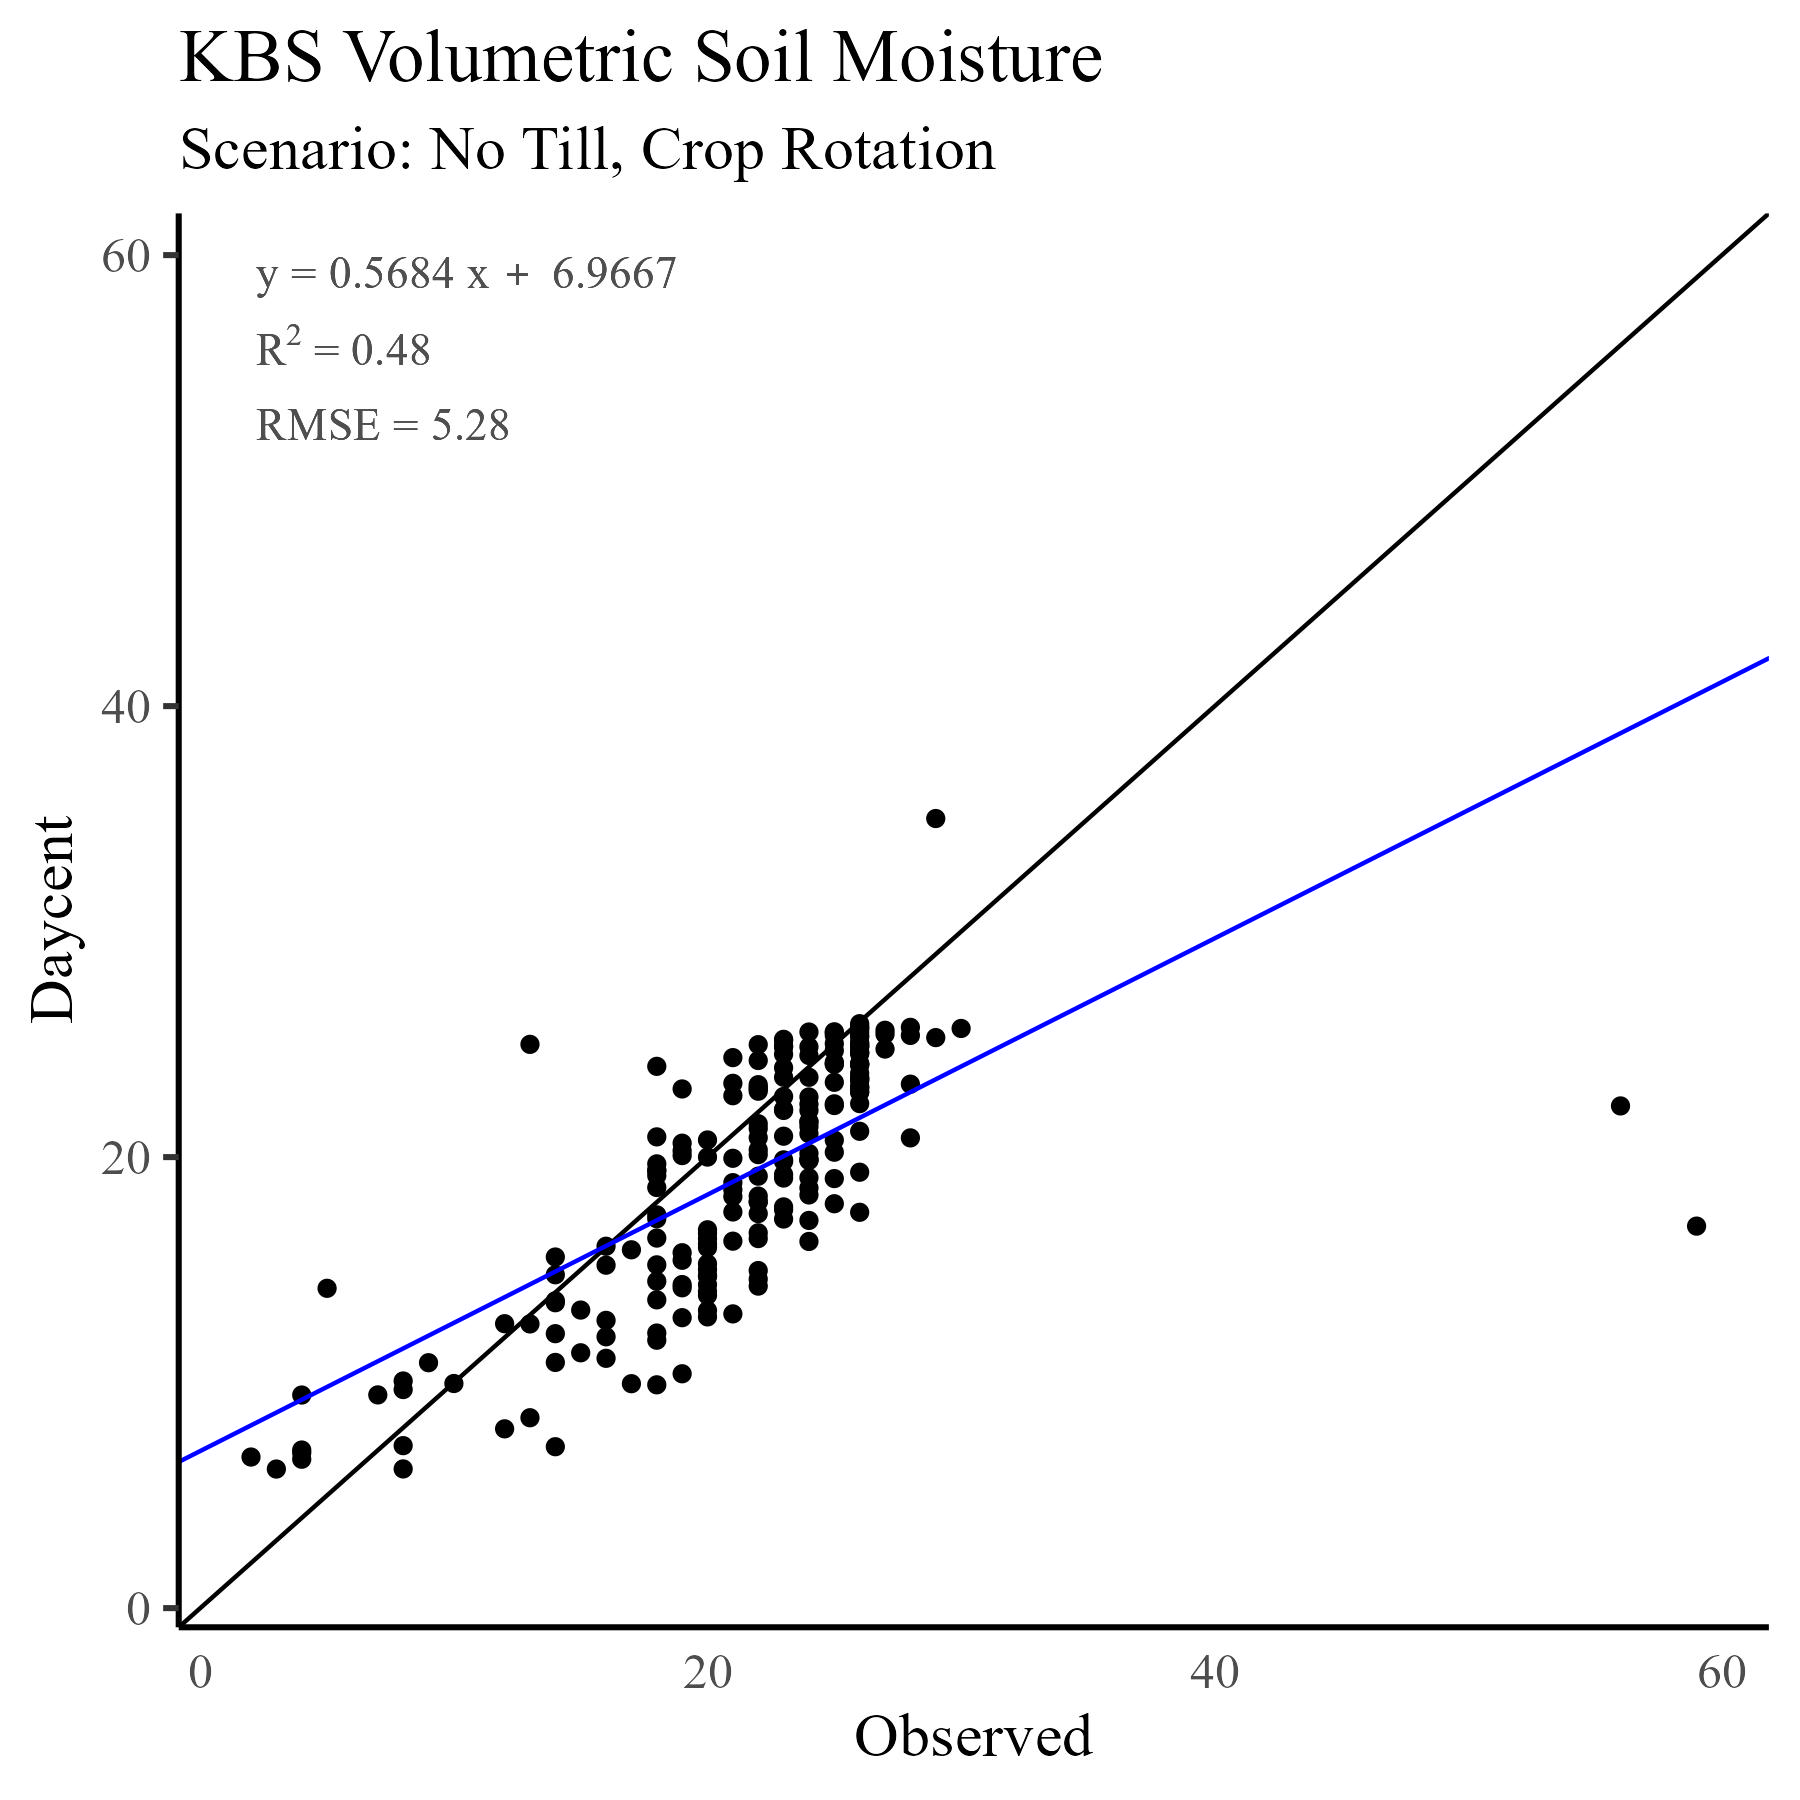 KBS Volumetric Soil Moisture
Scenario: No Till, Crop Rotation
60
y = 0.5684 x + 6.9667
R² = 0.48
RMSE = 5.28
40
Daycent
20
0
0 20 40 60
Observed